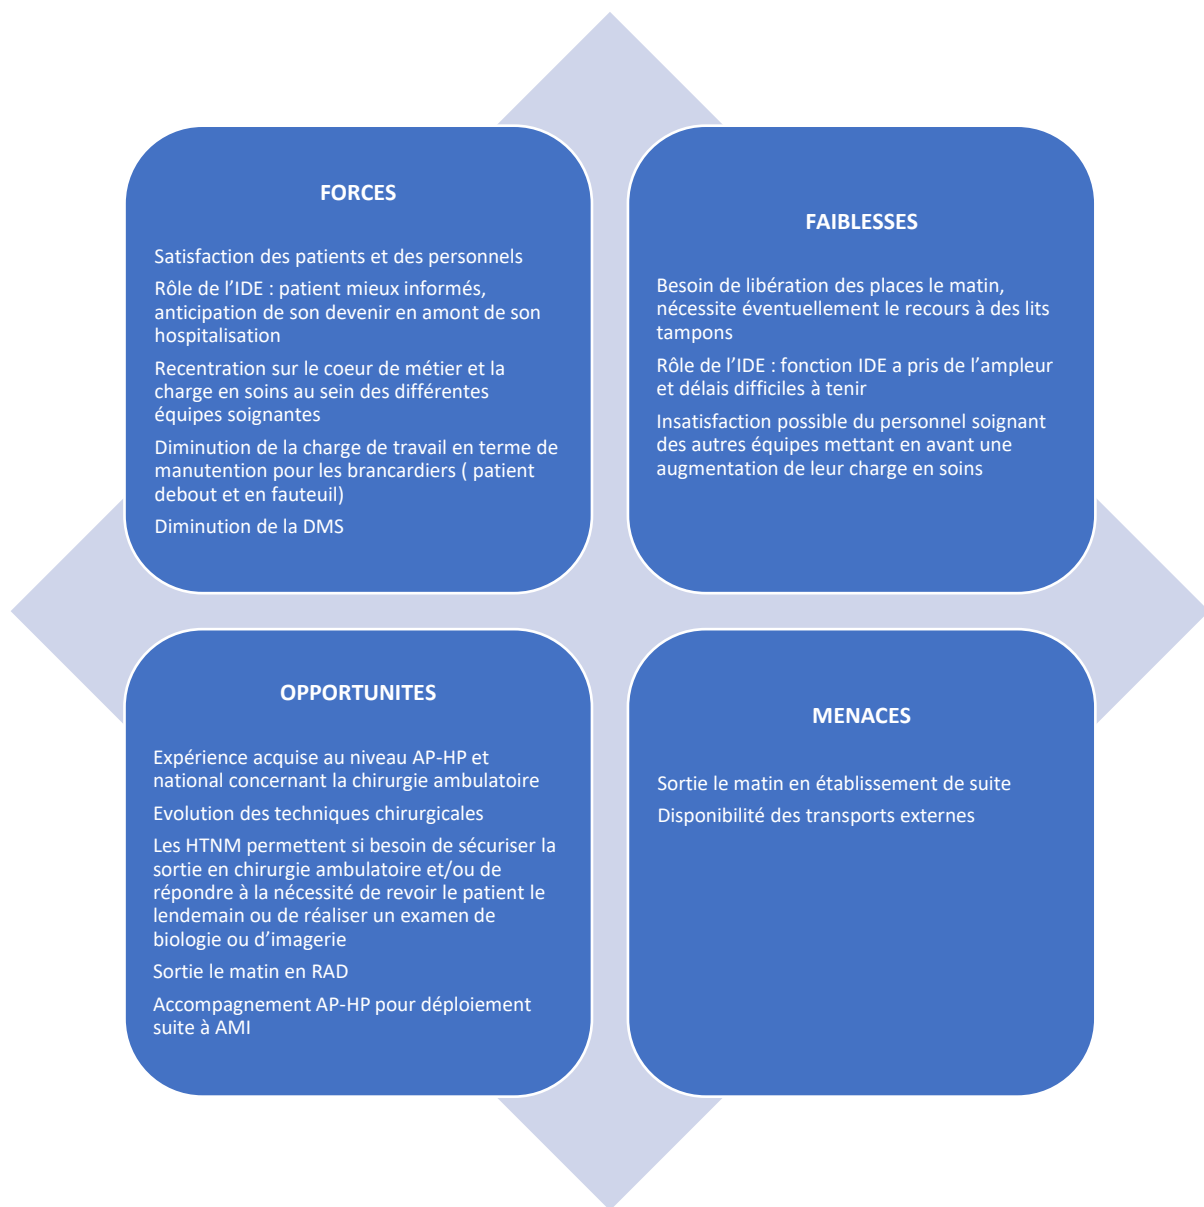 FORCES
Satisfaction des patients et des personnels
Rôle de l’IDE : patient mieux informés,
anticipation de son devenir en amont de son
hospitalisation
Recentration sur le coeur de métier et la
charge en soins au sein des différentes
équipes soignantes
Diminution de la charge de travail en terme de
manutention pour les brancardiers ( patient
debout et en fauteuil)
Diminution de la DMS
FAIBLESSES
Besoin de libération des places le matin,
nécessite éventuellement le recours à des lits
tampons
Rôle de l’IDE : fonction IDE a pris de l’ampleur
et délais difficiles à tenir
Insatisfaction possible du personnel soignant
des autres équipes mettant en avant une
augmentation de leur charge en soins
OPPORTUNITES
Expérience acquise au niveau AP-HP et
national concernant la chirurgie ambulatoire
Evolution des techniques chirurgicales
Les HTNM permettent si besoin de sécuriser la
sortie en chirurgie ambulatoire et/ou de
répondre à la nécessité de revoir le patient le
lendemain ou de réaliser un examen de
biologie ou d’imagerie
Sortie le matin en RAD
Accompagnement AP-HP pour déploiement
suite à AMI
MENACES
Sortie le matin en établissement de suite
Disponibilité des transports externes